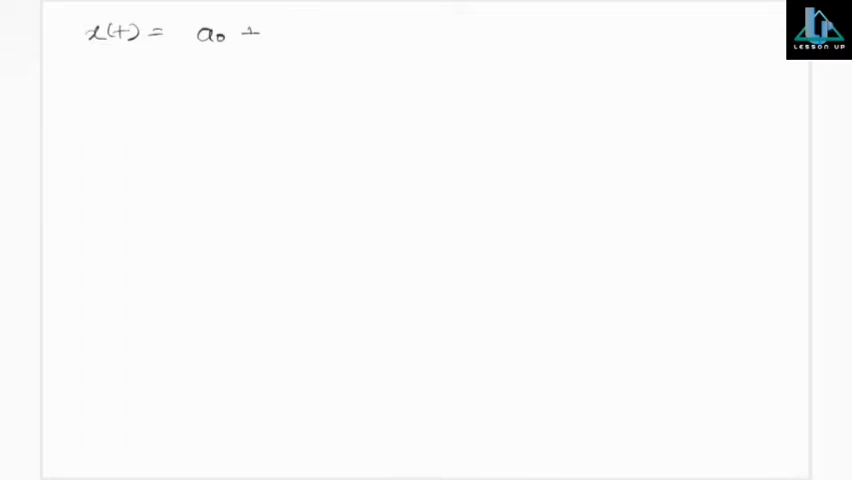 x(t) = a₀ +
LESSON UP